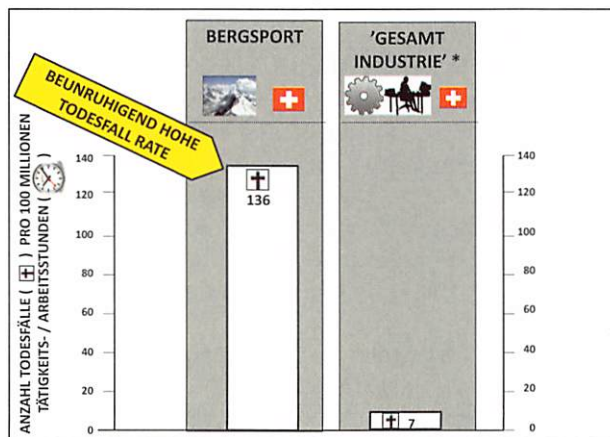 BERGSPORT
'GESAMT
INDUSTRIE' *
BEUNRUHIGEND HOHE
TODESFALL RATE
ANZAHL TODESFÄLLE ( ) PRO 100 MILLIONEN
TÄTIGKEITS- / ARBEITSSTUNDEN ( )
140
120
100
80
60
40
20
0
136
7
140
120
100
80
60
40
20
0